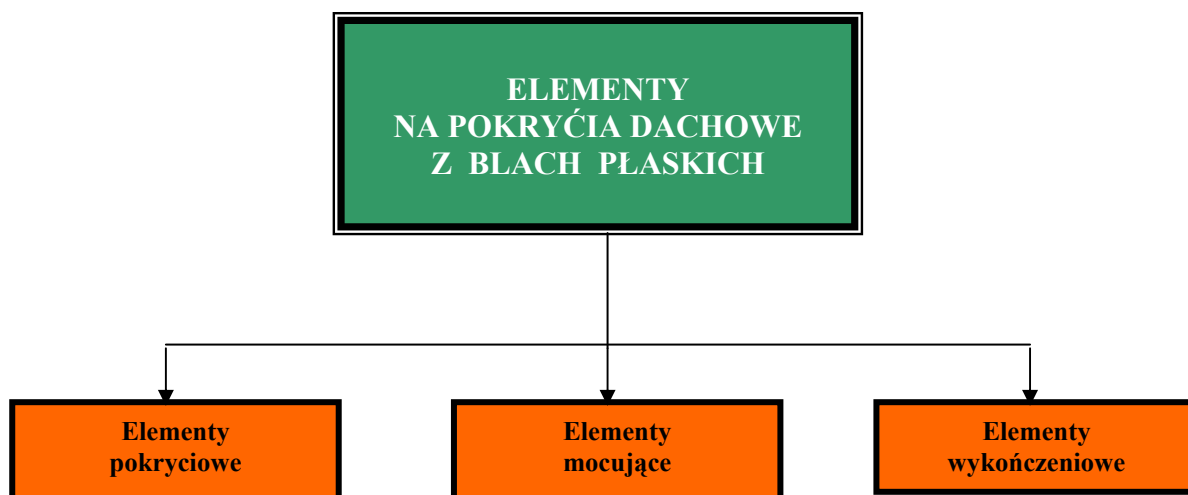 ELEMENTY
NA POKRYĆIA DACHOWE
Z BLACH PŁASKICH
Elementy
pokryciowe
Elementy
mocujące
Elementy
wykończeniowe